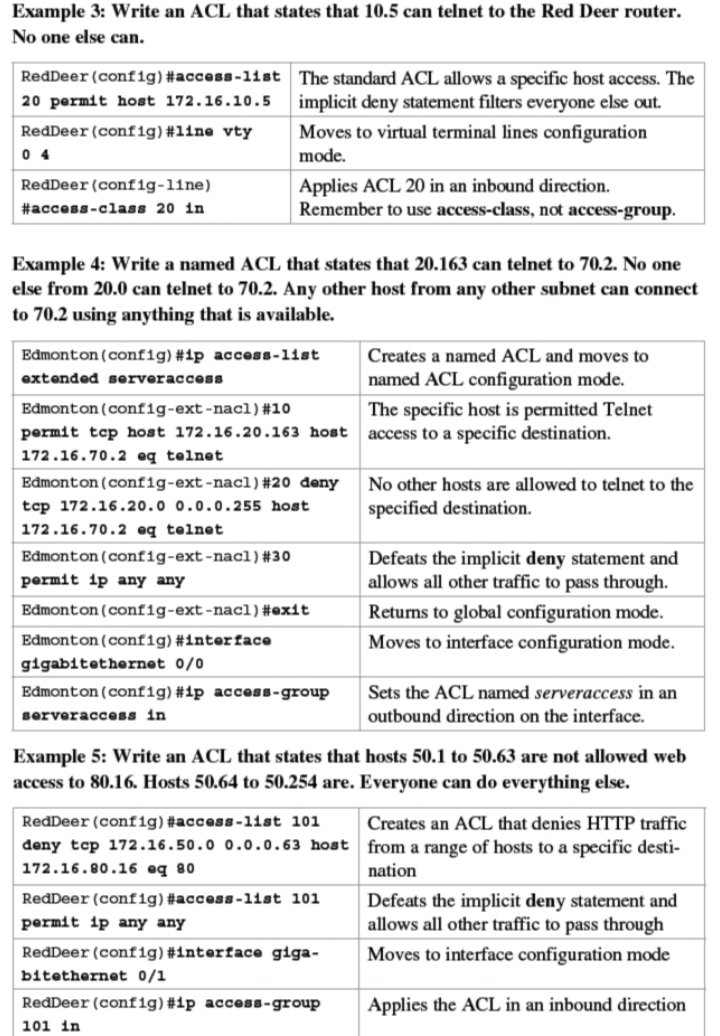 Example 3: Write an ACL that states that 10.5 can telnet to the Red Deer router.
No one else can.
RedDeer(config)#access-list
20 permit host 172.16.10.5
The standard ACL allows a specific host access. The
implicit deny statement filters everyone else out.
RedDeer(config)#line vty
0 4
Moves to virtual terminal lines configuration
mode.
RedDeer(config-line)
#access-class 20 in
Applies ACL 20 in an inbound direction.
Remember to use access-class, not access-group.
Example 4: Write a named ACL that states that 20.163 can telnet to 70.2. No one
else from 20.0 can telnet to 70.2. Any other host from any other subnet can connect
to 70.2 using anything that is available.
Edmonton(config)#ip access-list
extended serveraccess
Creates a named ACL and moves to
named ACL configuration mode.
Edmonton(config-ext-nacl)#10
permit tcp host 172.16.20.163 host
172.16.70.2 eq telnet
The specific host is permitted Telnet
access to a specific destination.
Edmonton(config-ext-nacl)#20 deny
tcp 172.16.20.0 0.0.0.255 host
172.16.70.2 eq telnet
No other hosts are allowed to telnet to the
specified destination.
Edmonton(config-ext-nacl)#30
permit ip any any
Defeats the implicit deny statement and
allows all other traffic to pass through.
Edmonton(config-ext-nacl)#exit
Returns to global configuration mode.
Edmonton(config)#interface
gigabitethernet 0/0
Moves to interface configuration mode.
Edmonton(config)#ip access-group
serveraccess in
Sets the ACL named serveraccess in an
outbound direction on the interface.
Example 5: Write an ACL that states that hosts 50.1 to 50.63 are not allowed web
access to 80.16. Hosts 50.64 to 50.254 are. Everyone can do everything else.
RedDeer(config)#access-list 101
deny tcp 172.16.50.0 0.0.0.63 host
172.16.80.16 eq 80
Creates an ACL that denies HTTP traffic
from a range of hosts to a specific desti-
nation
RedDeer(config)#access-list 101
permit ip any any
Defeats the implicit deny statement and
allows all other traffic to pass through
RedDeer(config)#interface giga-
bitethernet 0/1
Moves to interface configuration mode
RedDeer(config)#ip access-group
101 in
Applies the ACL in an inbound direction